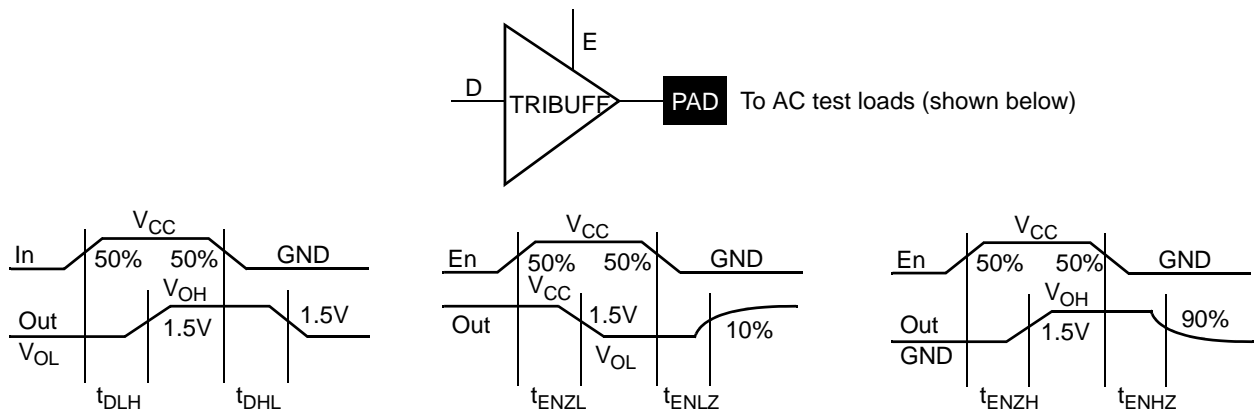 E
D
TRIBUFF
PAD
To AC test loads (shown below)
In
VCC
50%
50%
GND
Out
VOL
VOH
1.5V
1.5V
tDLH
tDHL
En
VCC
50%
50%
GND
VCC
Out
1.5V
VOL
10%
tENZL
tENLZ
En
VCC
50%
50%
GND
Out
GND
VOH
1.5V
90%
tENZH
tENHZ